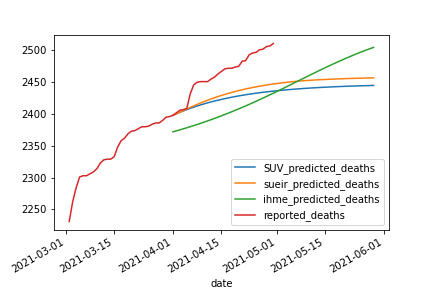 2500
2450
2400
2350
2300
2250
2021-03-01
2021-03-15
2021-04-01
2021-04-15
2021-05-01
2021-05-15
2021-06-01
date
SUV_predicted_deaths
sueir_predicted_deaths
ihme_predicted_deaths
reported_deaths